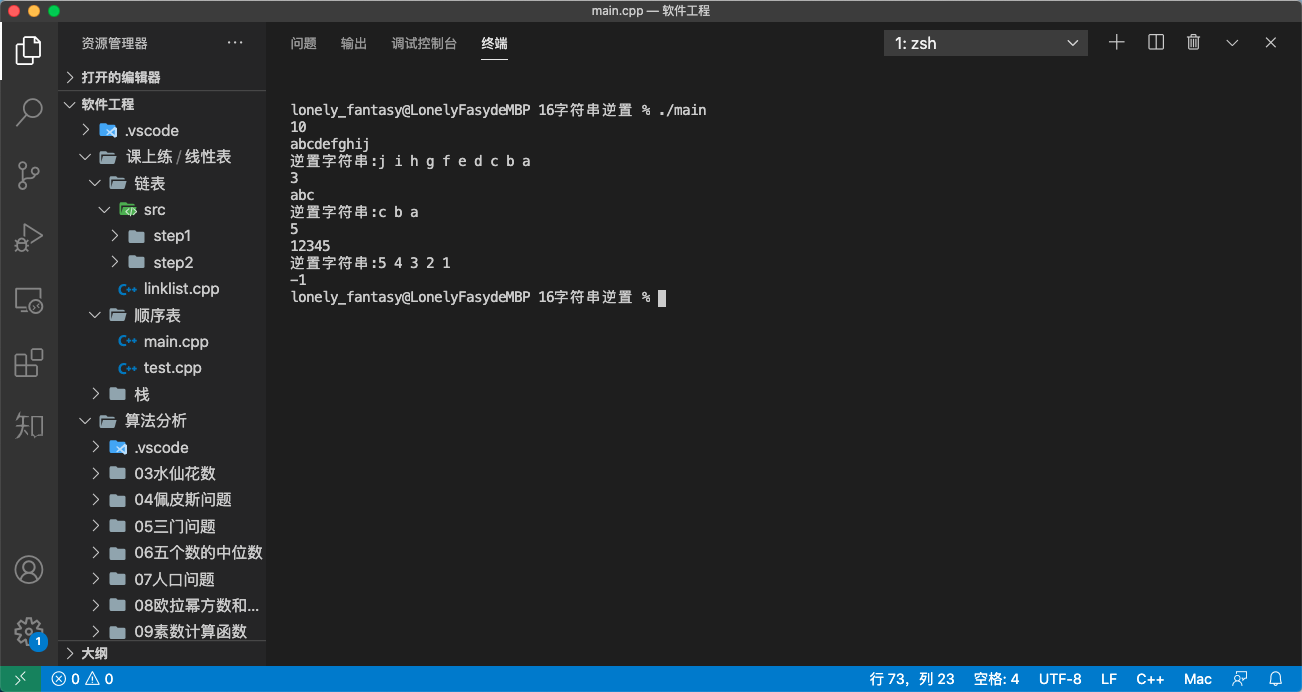 main.cpp — 软件工程
资源管理器
打开的编辑器
软件工程
.vscode
课上练 / 线性表
链表
src
step1
step2
linklist.cpp
顺序表
main.cpp
test.cpp
栈
算法分析
.vscode
03水仙花数
04佩皮斯问题
05三门问题
06五个数的中位数
07人口问题
08欧拉幂方数和...
09素数计算函数
大纲
知
1
问题 输出 调试控制台 终端
1: zsh
lonely_fantasy@LonelyFasydeMBP 16字符串逆置 % ./main
10
abcdefghij
逆置字符串:j i h g f e d c b a
3
abc
逆置字符串:c b a
5
12345
逆置字符串:5 4 3 2 1
-1
lonely_fantasy@LonelyFasydeMBP 16字符串逆置 %
0 0 行 73，列 23 空格: 4 UTF-8 LF C++ Mac